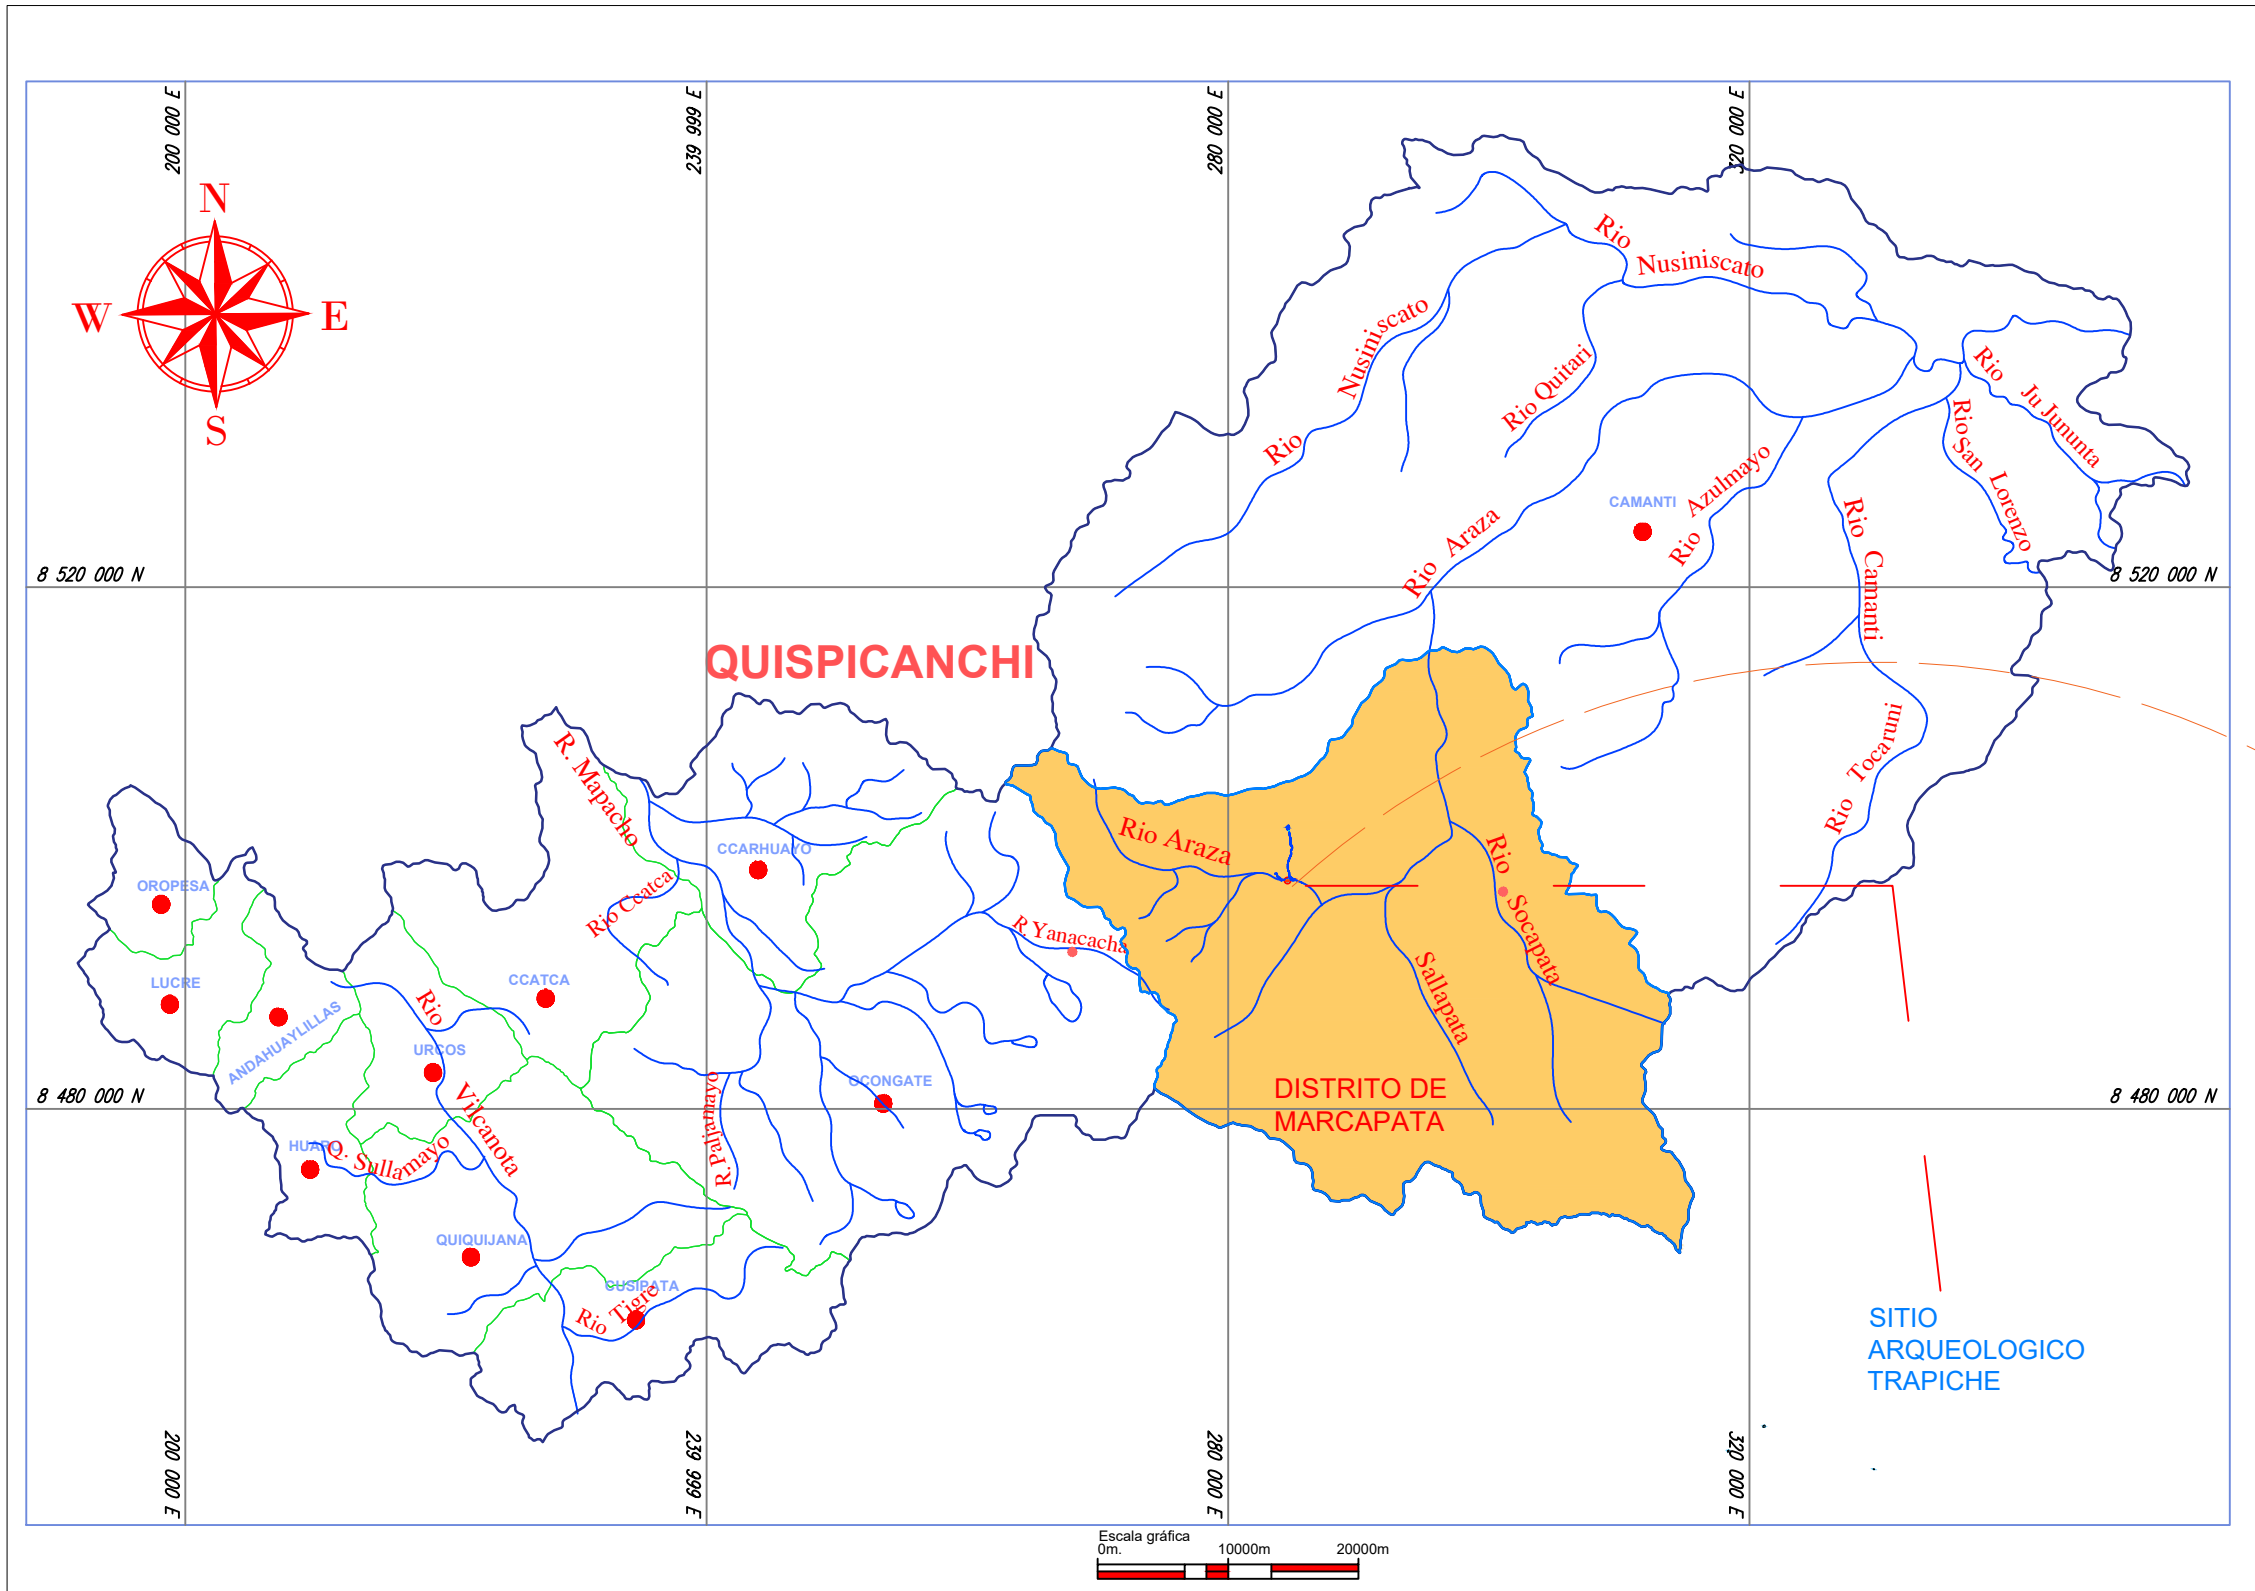 200 000 E
239 999 E
280 000 E
320 000 E
N
W
E
S
Rio
Nusiniscato
Rio
Nusiniscato
Rio Quitari
Rio
Ju Jununta
Rio San Lorenzo
Rio Azulmayo
CAMANTI
Rio Araza
Rio Camanti
8 520 000 N
8 520 000 N
QUISPICANCHI
R. Mapacho
Rio Tocaruni
CCARHUAYO
Rio Araza
Rio Socapata
OROPESA
Rio Ccatca
R. Yanacacha
LUCRE
CCATCA
Sallapata
ANDAHUAYLILLAS
Rio Vilcanota
URCOS
OCONGATE
R. Paljamayo
DISTRITO DE
MARCAPATA
8 480 000 N
8 480 000 N
HUARO
Q. Sullamayo
QUIQUIJANA
CUSIPATA
Rio Tigre
SITIO
ARQUEOLOGICO
TRAPICHE
200 000 E
239 999 E
280 000 E
320 000 E
Escala gráfica
0m. 10000m 20000m